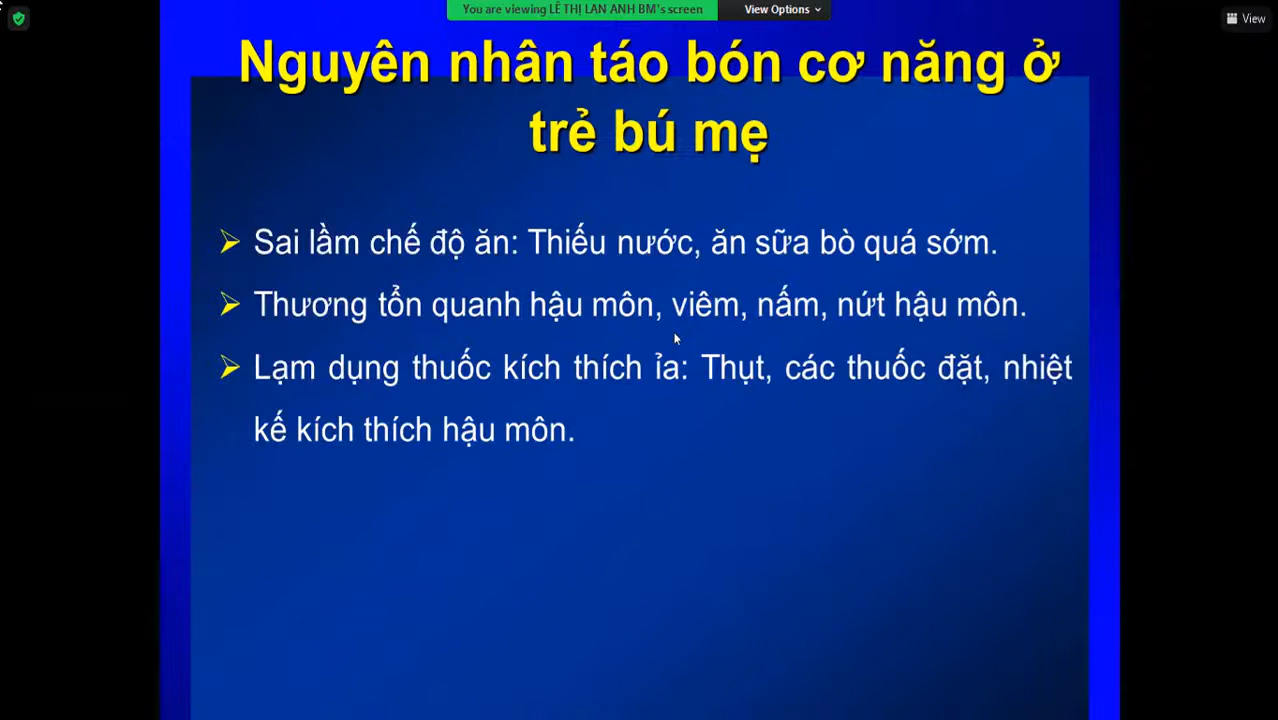 You are viewing LÊ THỊ LAN ANH BM's screen
View Options
View
Nguyên nhân táo bón cơ năng ở
trẻ bú mẹ
Sai lầm chế độ ăn: Thiếu nước, ăn sữa bò quá sớm.
Thương tổn quanh hậu môn, viêm, nấm, nứt hậu môn.
Lạm dụng thuốc kích thích ỉa: Thụt, các thuốc đặt, nhiệt
kế kích thích hậu môn.